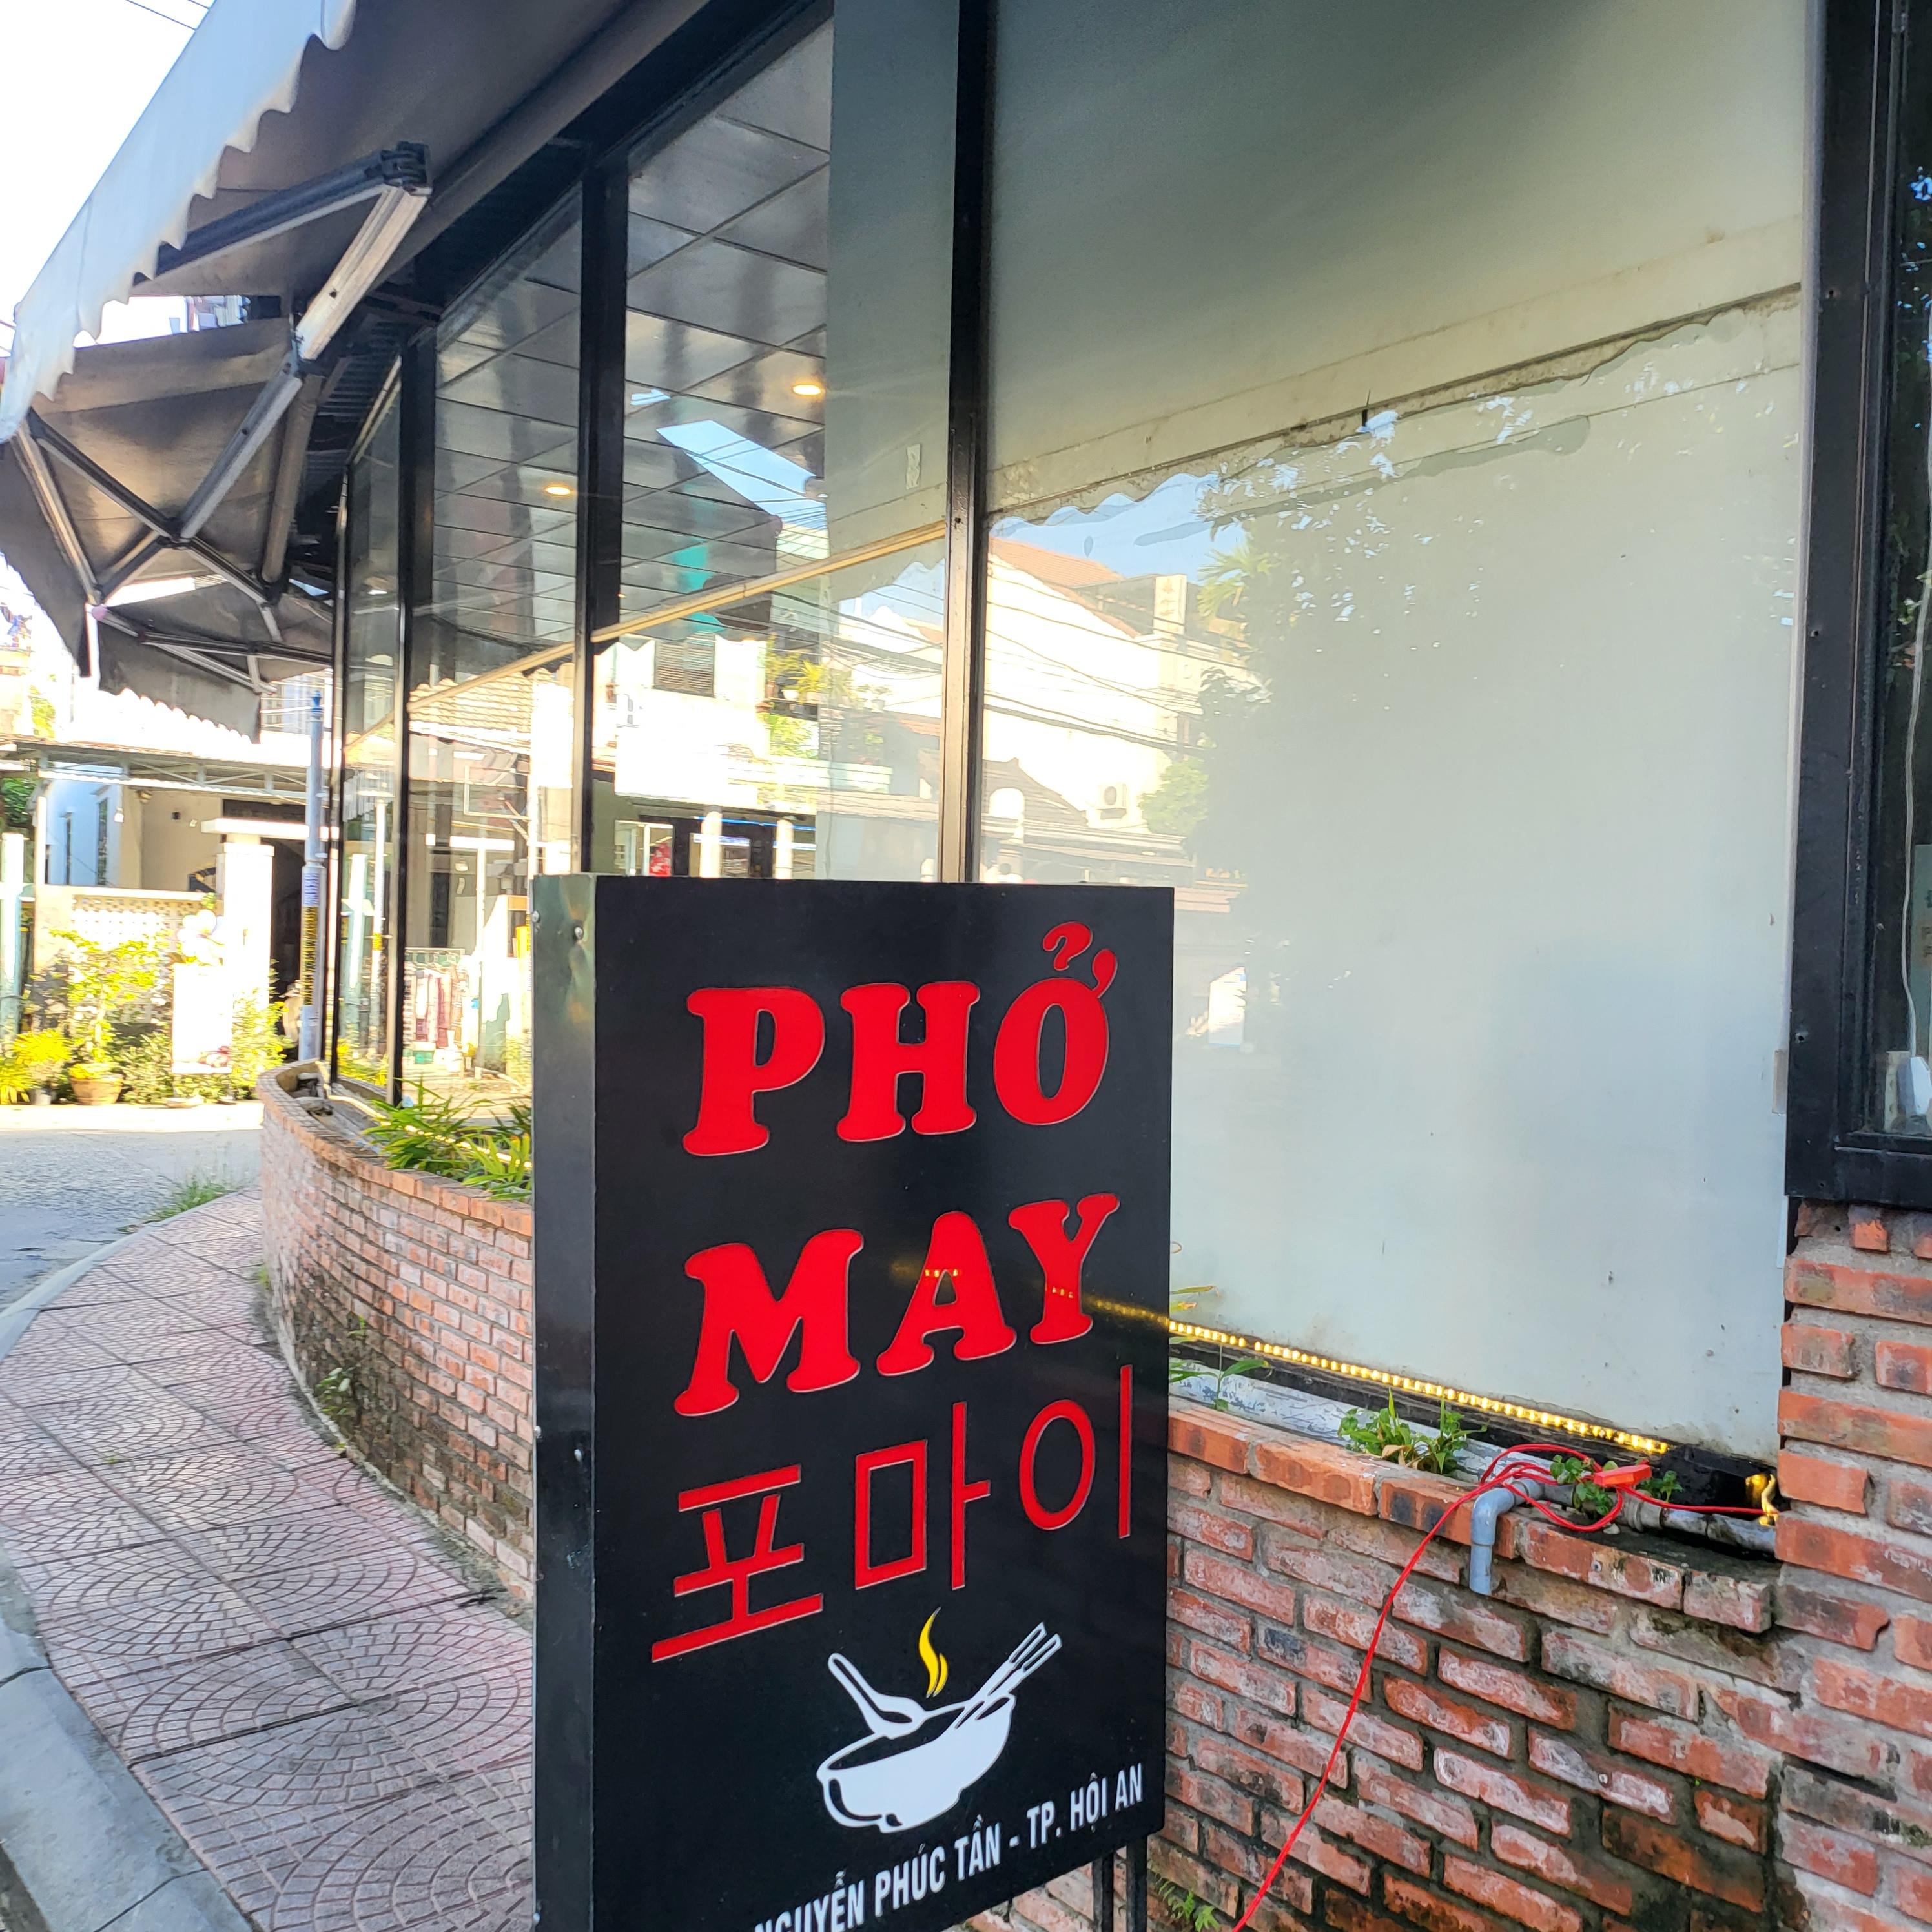 PHỞ
MAY
포마이
NGUYỄN PHÚC TẦN - TP. HỘI AN